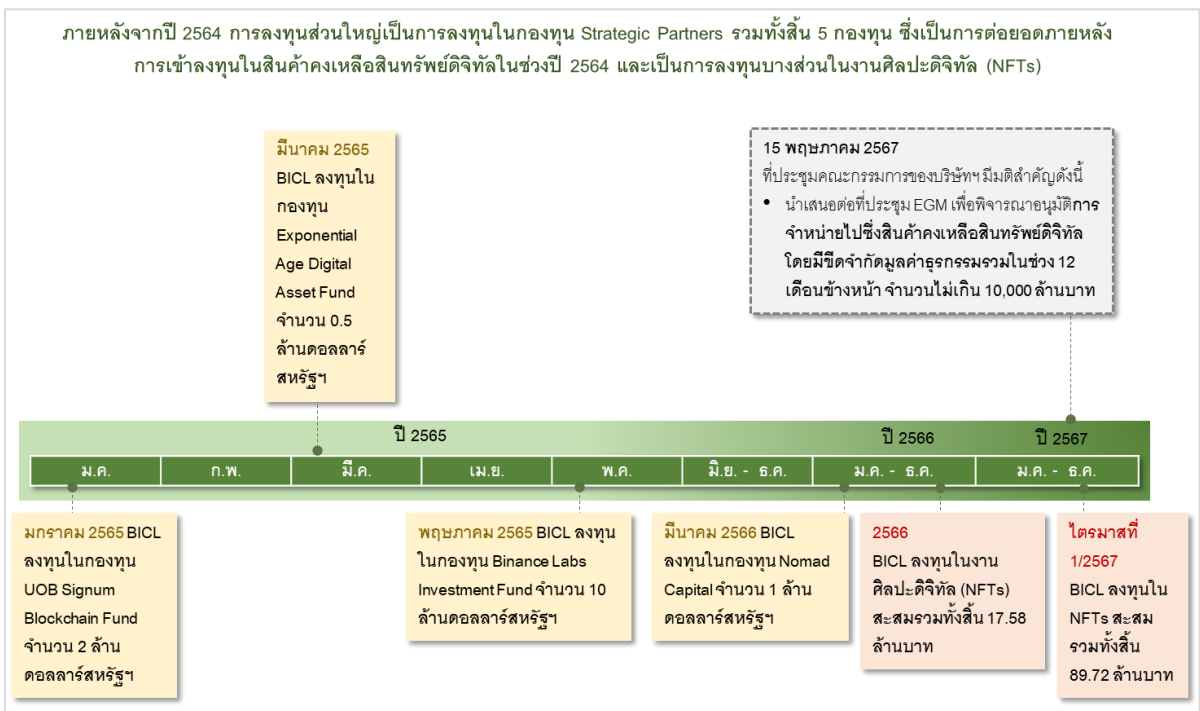 ภายหลังจากปี 2564 การลงทุนส่วนใหญ่เป็นการลงทุนในกองทุน Strategic Partners รวมทั้งสิ้น 5 กองทุน ซึ่งเป็นการต่อยอดภายหลัง
การเข้าลงทุนในสินค้าคงเหลือสินทรัพย์ดิจิทัลในช่วงปี 2564 และเป็นการลงทุนบางส่วนในงานศิลปะดิจิทัล (NFTs)
มีนาคม 2565
BICL ลงทุนใน
กองทุน
Exponential
Age Digital
Asset Fund
จำนวน 0.5
ล้านดอลลาร์
สหรัฐฯ
15 พฤษภาคม 2567
ที่ประชุมคณะกรรมการของบริษัทฯ มีมติสำคัญดังนี้
• นำเสนอต่อที่ประชุม EGM เพื่อพิจารณาอนุมัติการ
จำหน่ายไปซึ่งสินค้าคงเหลือสินทรัพย์ดิจิทัล
โดยมีขีดจำกัดมูลค่าธุรกรรมรวมในช่วง 12
เดือนข้างหน้า จำนวนไม่เกิน 10,000 ล้านบาท
ปี 2565 ปี 2566 ปี 2567
ม.ค. ก.พ. มี.ค. เม.ย. พ.ค. มิ.ย. - ธ.ค. ม.ค. - ธ.ค. ม.ค. - ธ.ค.
มกราคม 2565 BICL
ลงทุนในกองทุน
UOB Signum
Blockchain Fund
จำนวน 2 ล้าน
ดอลลาร์สหรัฐฯ
พฤษภาคม 2565 BICL ลงทุน
ในกองทุน Binance Labs
Investment Fund จำนวน 10
ล้านดอลลาร์สหรัฐฯ
มีนาคม 2566 BICL
ลงทุนในกองทุน Nomad
Capital จำนวน 1 ล้าน
ดอลลาร์สหรัฐฯ
2566
BICL ลงทุนในงาน
ศิลปะดิจิทัล (NFTs)
สะสมรวมทั้งสิ้น 17.58
ล้านบาท
ไตรมาสที่
1/2567
BICL ลงทุนใน
NFTs สะสม
รวมทั้งสิ้น
89.72 ล้านบาท